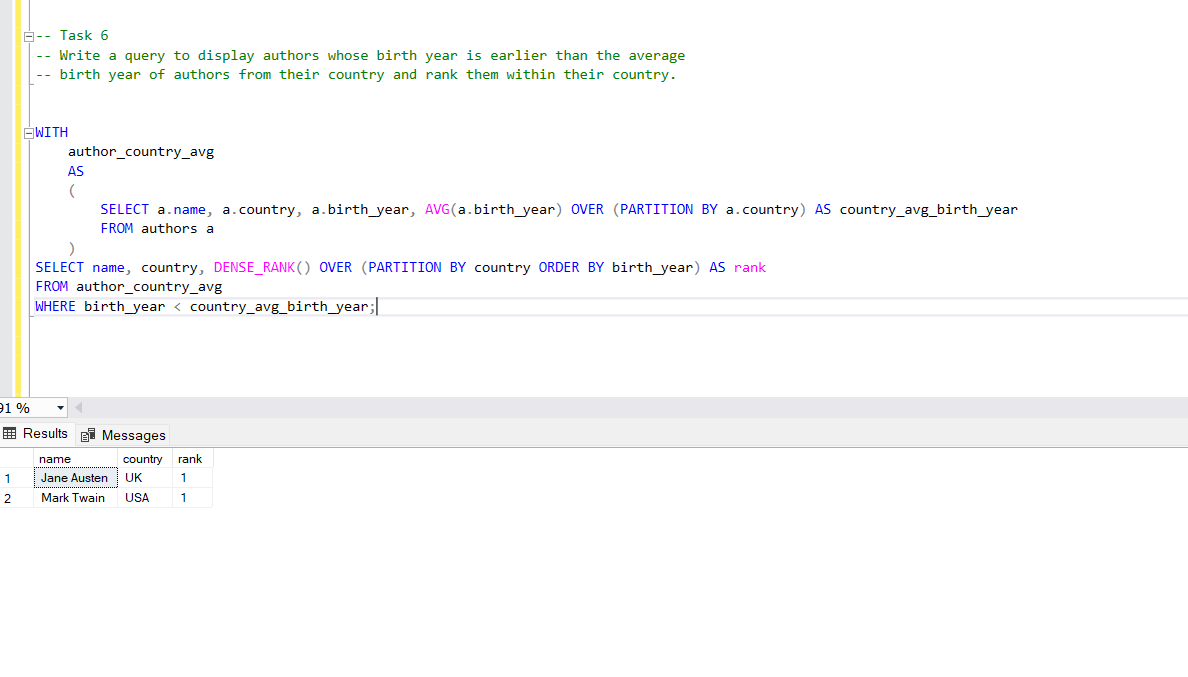 -- Task 6
-- Write a query to display authors whose birth year is earlier than the average
-- birth year of authors from their country and rank them within their country.
WITH
author_country_avg
AS
(
SELECT a.name, a.country, a.birth_year, AVG(a.birth_year) OVER (PARTITION BY a.country) AS country_avg_birth_year
FROM authors a
)
SELECT name, country, DENSE_RANK() OVER (PARTITION BY country ORDER BY birth_year) AS rank
FROM author_country_avg
WHERE birth_year < country_avg_birth_year;
91 %
Results Messages
name country rank
1 Jane Austen UK 1
2 Mark Twain USA 1